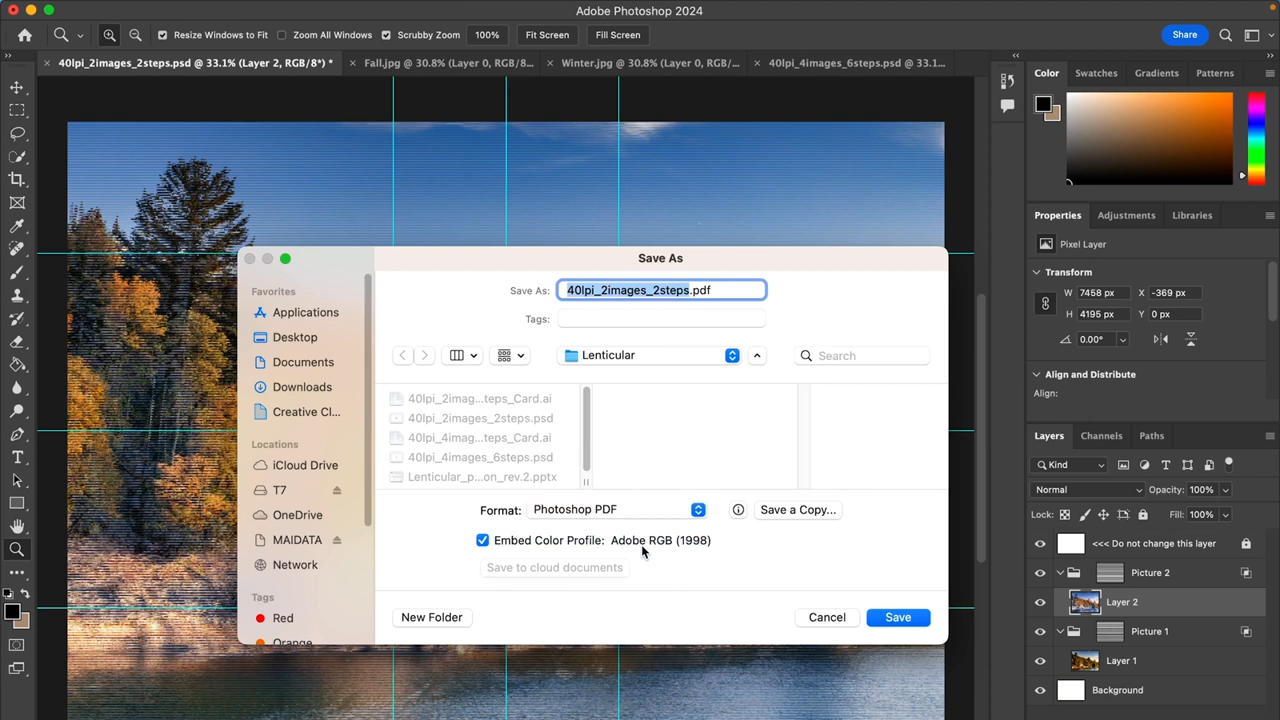 Adobe Photoshop 2024
Resize Windows to Fit Zoom All Windows Scrubby Zoom 100% Fit Screen Fill Screen Share
40lpi_2images_2steps.psd @ 33.1% (Layer 2, RGB/8*) * Fall.jpg @ 30.8% (Layer 0, RGB/8... Winter.jpg @ 30.8% (Layer 0, RGB/... 40lpi_4images_6steps.psd @ 33.1...
Color Swatches Gradients Patterns
Properties Adjustments Libraries
Pixel Layer
Transform
W 7458 px X -369 px
H 4195 px Y 0 px
0.00°
Align and Distribute
Align:
Layers Channels Paths
Kind
Normal Opacity: 100%
Lock: Fill: 100%
<<< Do not change this layer
Picture 2
Layer 2
Picture 1
Layer 1
Background
Save As
Save As: 40lpi_2images_2steps.pdf
Tags:
Lenticular
Search
Favorites
Applications
Desktop
Documents
Downloads
Creative Cl...
Locations
iCloud Drive
T7
OneDrive
MAIDATA
Network
Tags
Red
Orange
40lpi_2imag...teps_Card.ai
40lpi_2images_2steps.psd
40lpi_4imag...teps_Card.ai
40lpi_4images_6steps.psd
Lenticular_p...on_rev.2.pptx
Format: Photoshop PDF Save a Copy...
Embed Color Profile: Adobe RGB (1998)
Save to cloud documents
New Folder Cancel Save